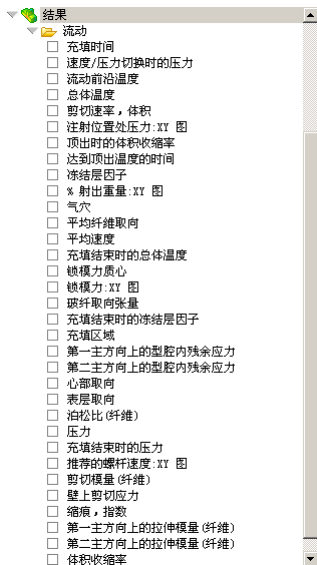 结果
流动
充填时间
速度/压力切换时的压力
流动前沿温度
总体温度
剪切速率，体积
注射位置处压力:XY 图
顶出时的体积收缩率
达到顶出温度的时间
冻结层因子
% 射出重量:XY 图
气穴
平均纤维取向
平均速度
充填结束时的总体温度
锁模力质心
锁模力:XY 图
玻纤取向张量
充填结束时的冻结层因子
充填区域
第一主方向上的型腔内残余应力
第二主方向上的型腔内残余应力
心部取向
表层取向
泊松比(纤维)
压力
充填结束时的压力
推荐的螺杆速度:XY 图
剪切模量(纤维)
壁上剪切应力
缩痕，指数
第一主方向上的拉伸模量(纤维)
第二主方向上的拉伸模量(纤维)
体积收缩率